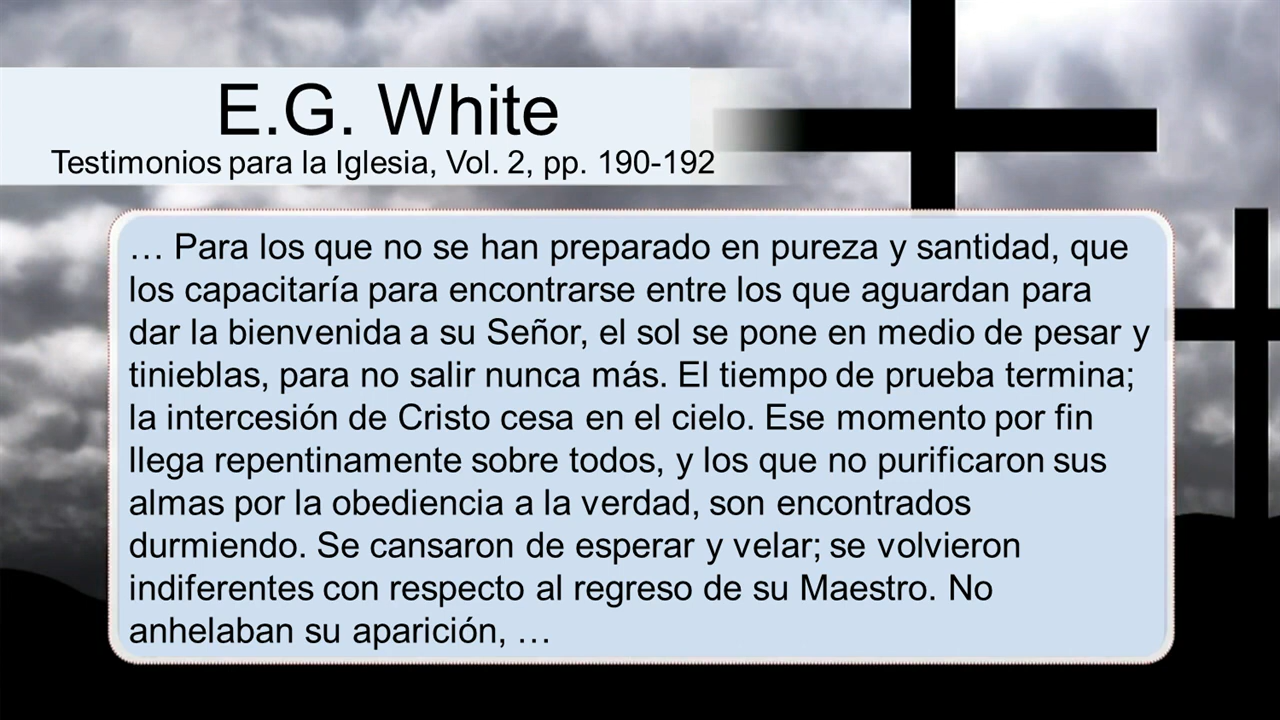 E.G. White
Testimonios para la Iglesia, Vol. 2, pp. 190-192
… Para los que no se han preparado en pureza y santidad, que
los capacitaría para encontrarse entre los que aguardan para
dar la bienvenida a su Señor, el sol se pone en medio de pesar y
tinieblas, para no salir nunca más. El tiempo de prueba termina;
la intercesión de Cristo cesa en el cielo. Ese momento por fin
llega repentinamente sobre todos, y los que no purificaron sus
almas por la obediencia a la verdad, son encontrados
durmiendo. Se cansaron de esperar y velar; se volvieron
indiferentes con respecto al regreso de su Maestro. No
anhelaban su aparición, …